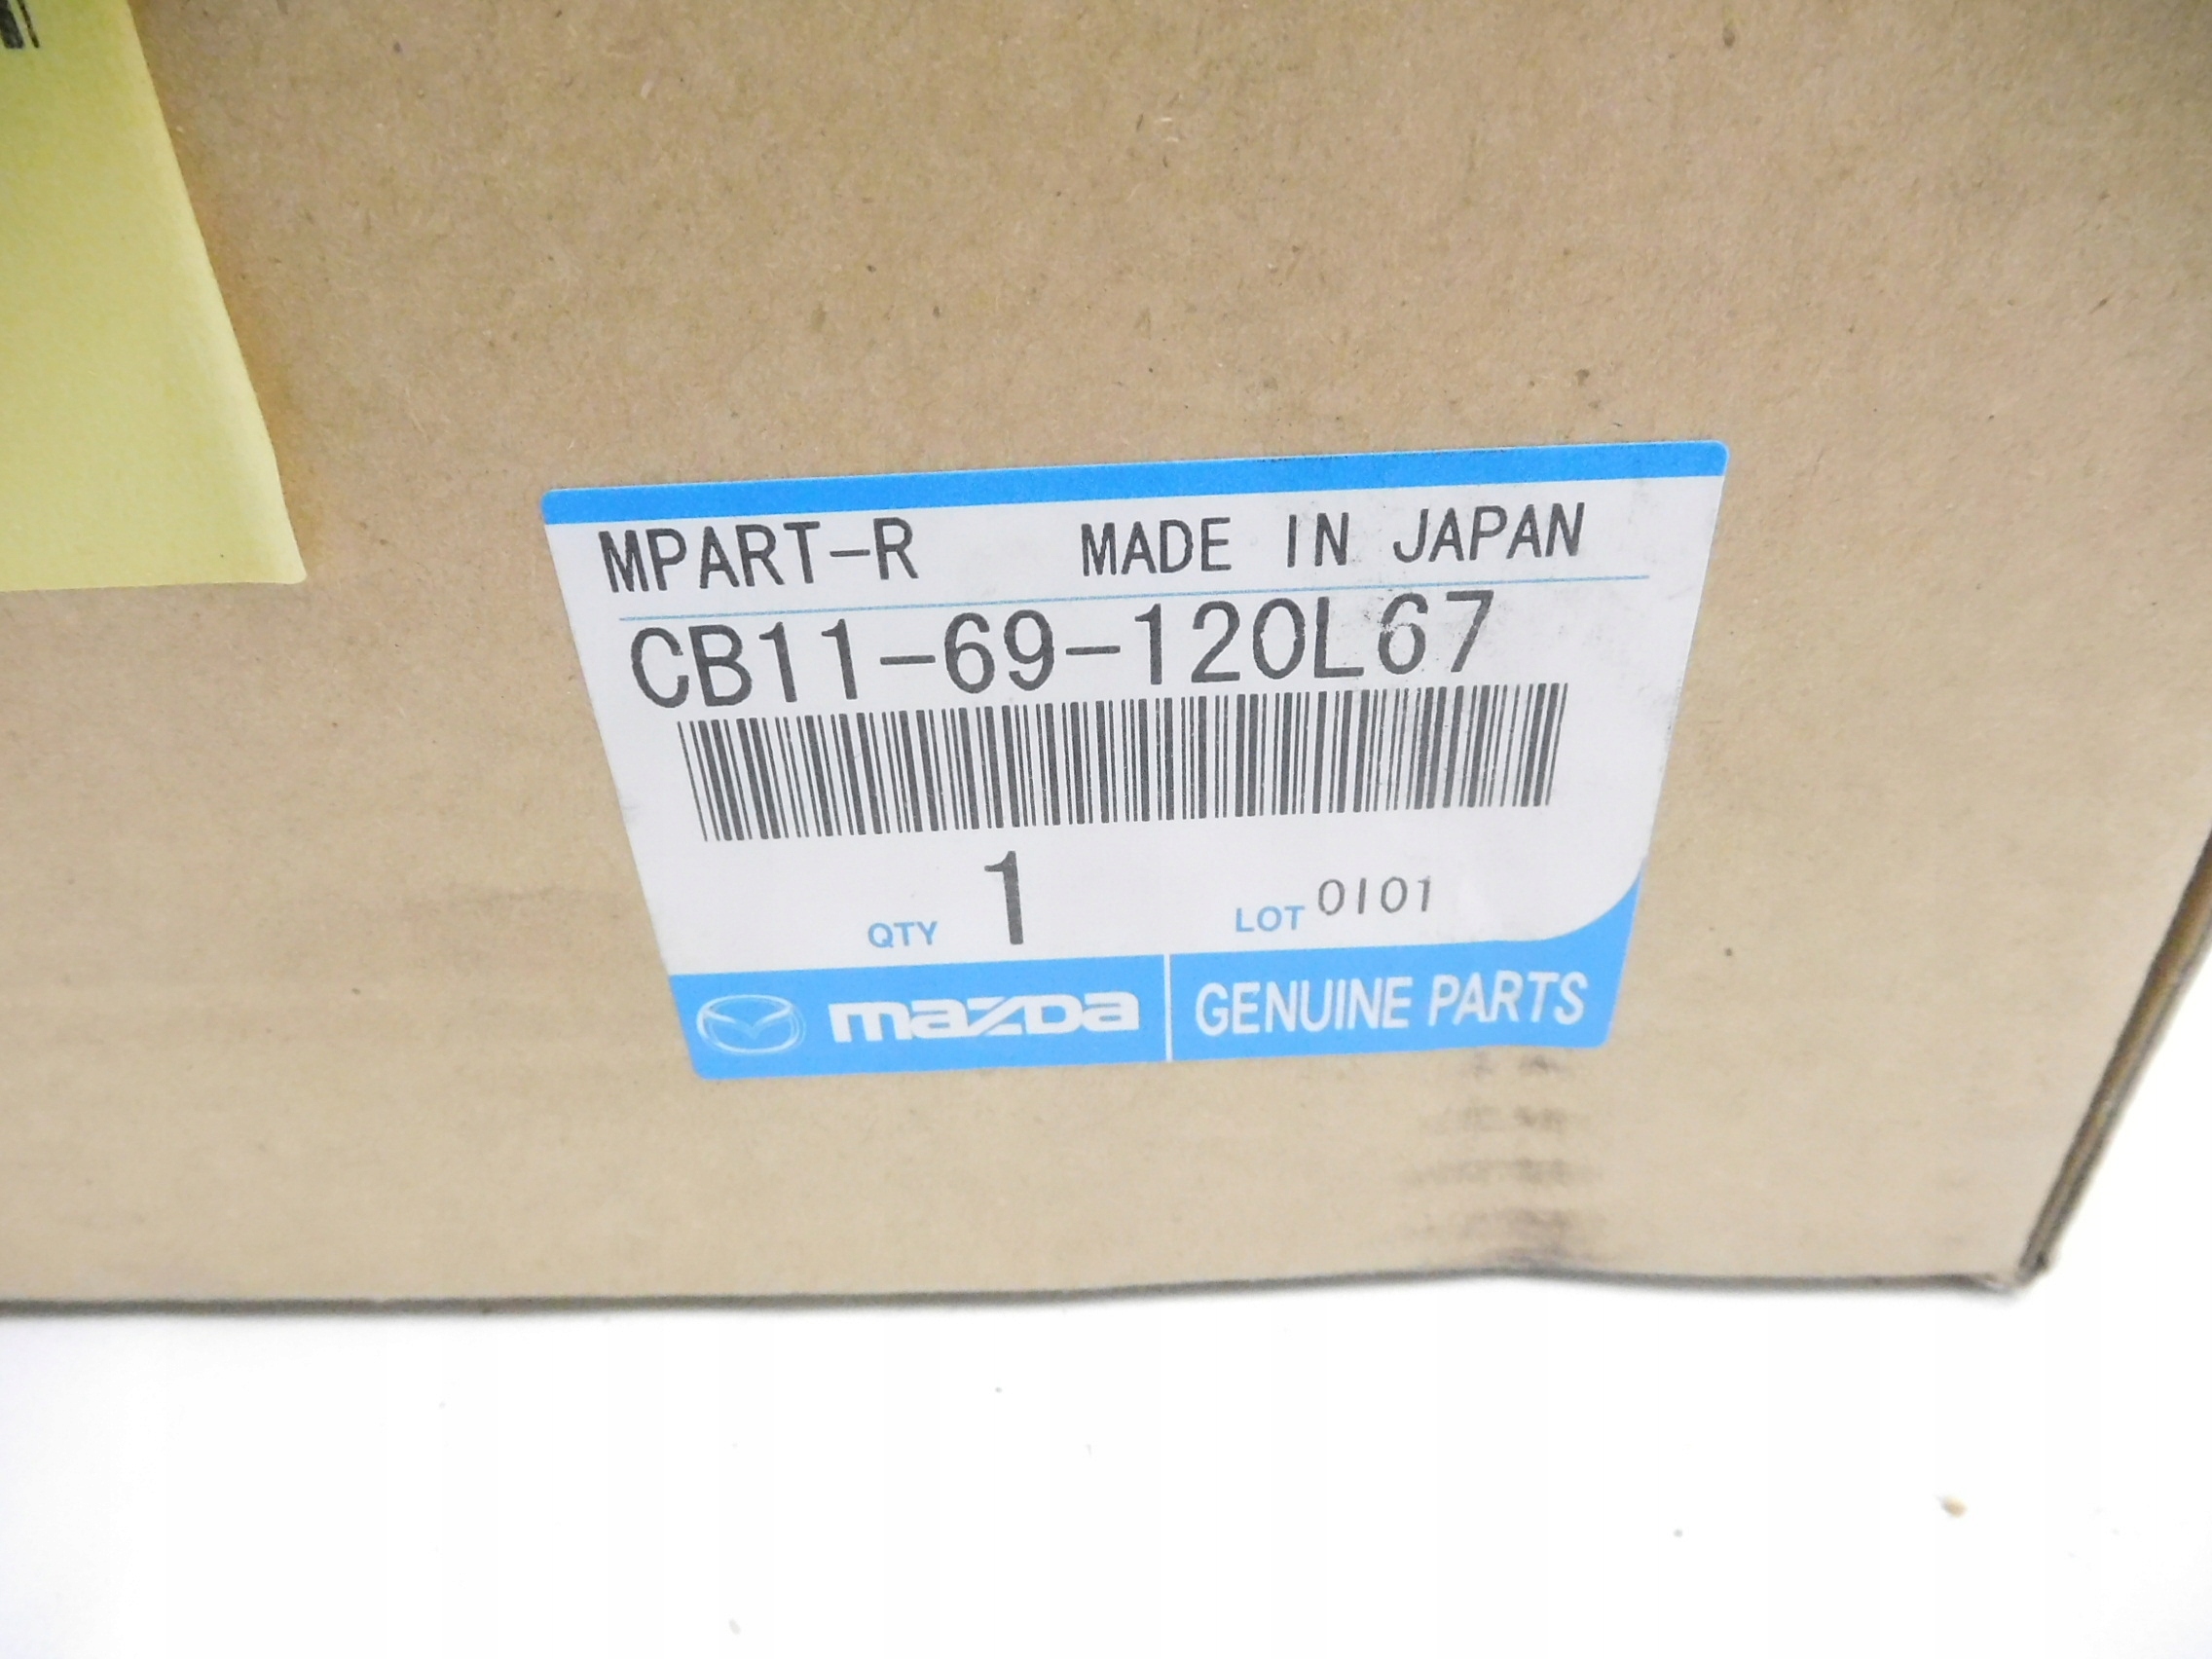 MPART-R MADE IN JAPAN
CB11-69-120L67
QTY 1 LOT 0101
mazda GENUINE PARTS